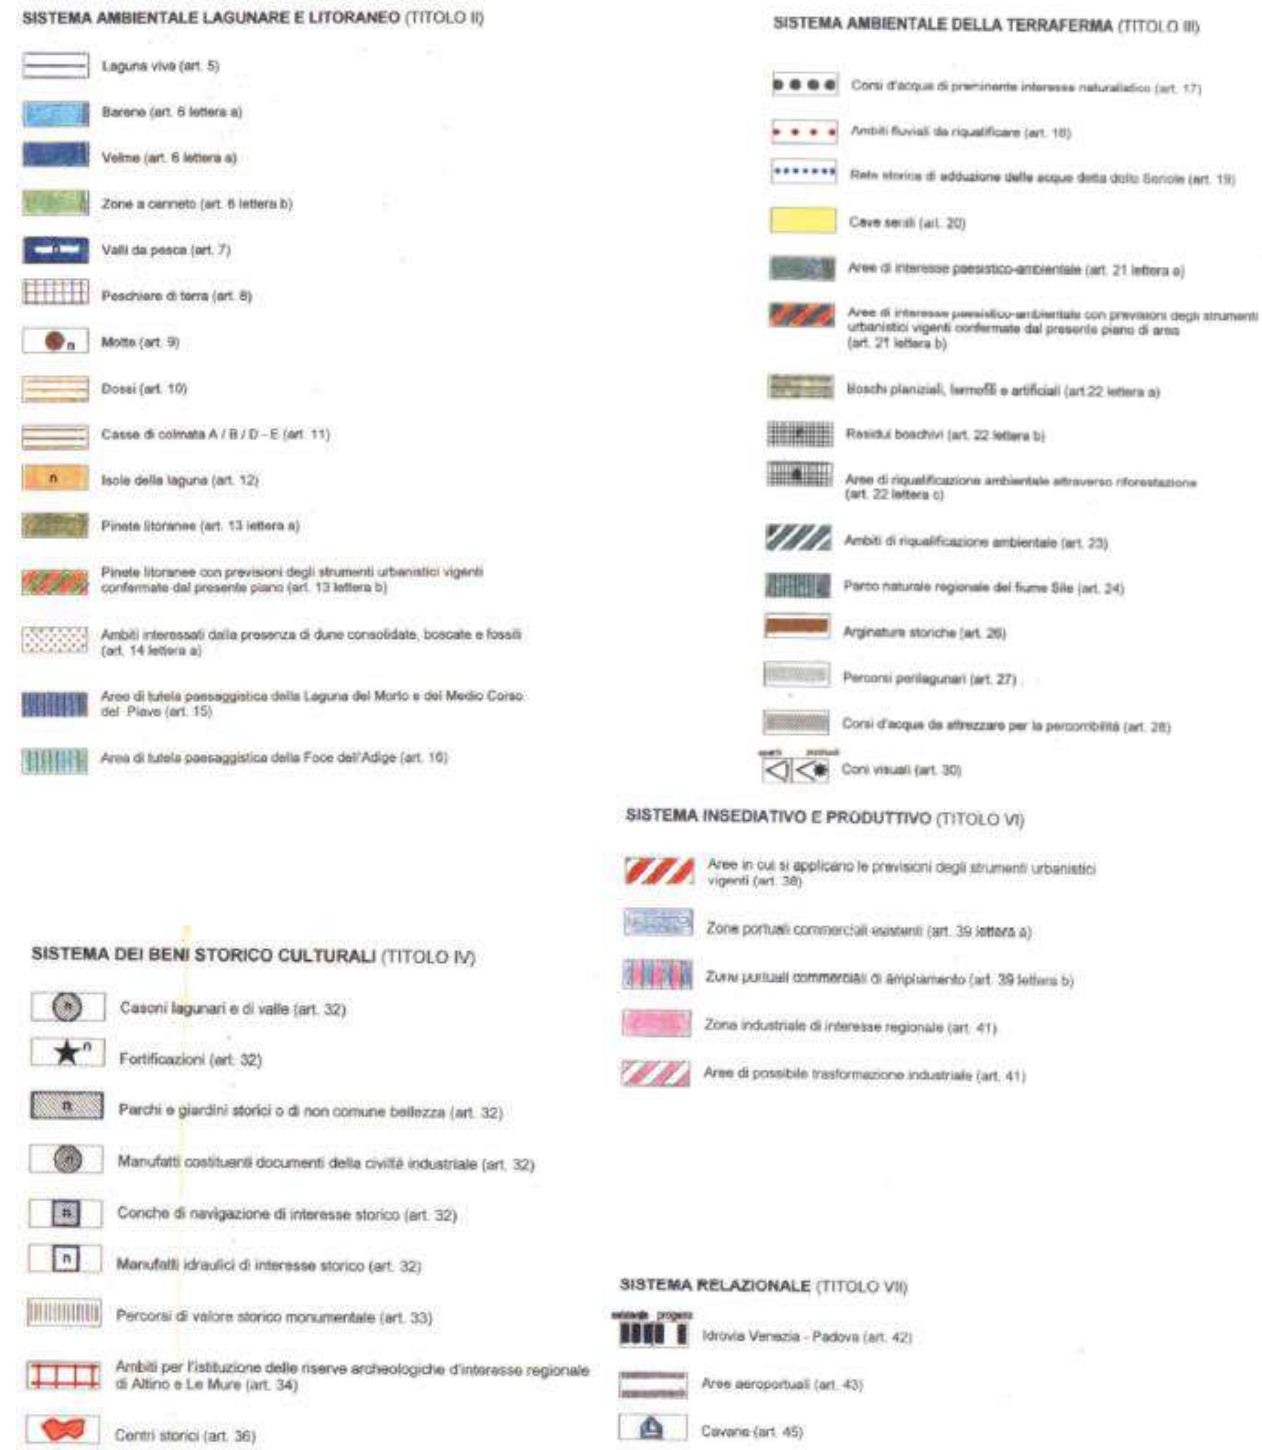 SISTEMA AMBIENTALE LAGUNARE E LITORANEO (TITOLO II)
Laguna viva (art. 5)
Barene (art. 6 lettera a)
Velme (art. 6 lettera a)
Zone a canneto (art. 6 lettera b)
n
Valli da pesca (art. 7)
Peschiere di terra (art. 8)
n
Motte (art. 9)
Dossi (art. 10)
Casse di colmata A / B / D - E (art. 11)
n
Isole della laguna (art. 12)
Pinete litoranee (art. 13 lettera a)
Pinete litoranee con previsioni degli strumenti urbanistici vigenti
confermate dal presente piano (art. 13 lettera b)
Ambiti interessati dalla presenza di dune consolidate, boscate e fossili
(art. 14 lettera a)
Aree di tutela paesaggistica della Laguna del Morto e del Medio Corso
del Piave (art. 15)
Area di tutela paesaggistica della Foce dell'Adige (art. 16)
SISTEMA AMBIENTALE DELLA TERRAFERMA (TITOLO III)
Corsi d'acqua di preminente interesse naturalistico (art. 17)
Ambiti fluviali da riqualificare (art. 18)
Rete storica di adduzione delle acque detta delle Seriole (art. 19)
Cave senili (art. 20)
Aree di interesse paesistico-ambientale (art. 21 lettera a)
Aree di interesse paesistico-ambientale con previsioni degli strumenti
urbanistici vigenti confermate dal presente piano di area
(art. 21 lettera b)
Boschi planiziali, termofili e artificiali (art.22 lettera a)
Residui boschivi (art. 22 lettera b)
Aree di riqualificazione ambientale attraverso riforestazione
(art. 22 lettera c)
Ambiti di riqualificazione ambientale (art. 23)
Parco naturale regionale del fiume Sile (art. 24)
Arginature storiche (art. 26)
Percorsi perilagunari (art. 27)
Corsi d'acqua da attrezzare per la percorribilità (art. 28)
Coni visuali (art. 30)
SISTEMA INSEDIATIVO E PRODUTTIVO (TITOLO VI)
Aree in cui si applicano le previsioni degli strumenti urbanistici
vigenti (art. 38)
Zone portuali commerciali esistenti (art. 39 lettera a)
Zone portuali commerciali di ampliamento (art. 39 lettera b)
Zona industriale di interesse regionale (art. 41)
Aree di possibile trasformazione industriale (art. 41)
SISTEMA DEI BENI STORICO CULTURALI (TITOLO IV)
n
Casoni lagunari e di valle (art. 32)
n
Fortificazioni (art. 32)
n
Parchi e giardini storici o di non comune bellezza (art. 32)
Manufatti costituenti documenti della civiltà industriale (art. 32)
n
Conche di navigazione di interesse storico (art. 32)
n
Manufatti idraulici di interesse storico (art. 32)
Percorsi di valore storico monumentale (art. 33)
Ambiti per l'istituzione delle riserve archeologiche d'interesse regionale
di Altino e Le Mure (art. 34)
Centri storici (art. 36)
SISTEMA RELAZIONALE (TITOLO VII)
esistente progetto
Idrovia Venezia - Padova (art. 42)
Aree aeroportuali (art. 43)
Cavane (art. 45)